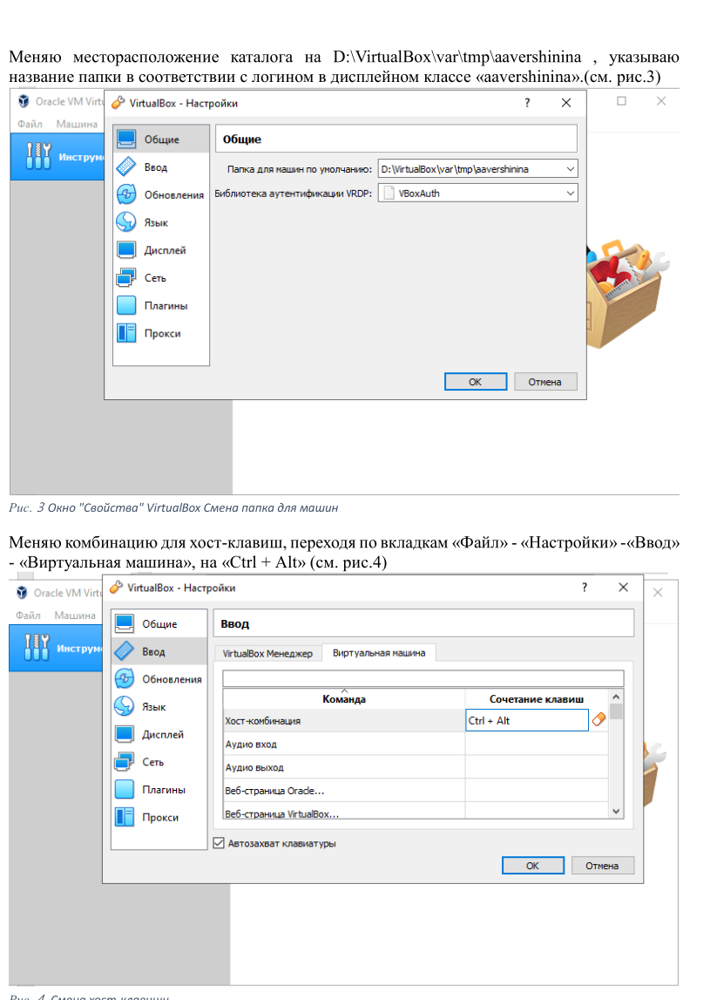 Меняю месторасположение каталога на D:\VirtualBox\var\tmp\aavershinina , указываю
название папки в соответствии с логином в дисплейном классе «aavershinina».(см. рис.3)
Oracle VM Virtu
VirtualBox - Настройки
?
Файл Машина
Инструме
Общие
Ввод
Обновления
Язык
Дисплей
Сеть
Плагины
Прокси
Общие
Папка для машин по умолчанию: D:\VirtualBox\var\tmp\aavershinina
Библиотека аутентификации VRDP: VBoxAuth
OK Отмена
Рис. 3 Окно "Свойства" VirtualBox Смена папка для машин
Меняю комбинацию для хост-клавиш, переходя по вкладкам «Файл» - «Настройки» -«Ввод»
- «Виртуальная машина», на «Ctrl + Alt» (см. рис.4)
Oracle VM Virtu
VirtualBox - Настройки
?
Файл Машина
Инструме
Общие
Ввод
Обновления
Язык
Дисплей
Сеть
Плагины
Прокси
Ввод
VirtualBox Менеджер Виртуальная машина
Команда Сочетание клавиш
Хост-комбинация Ctrl + Alt
Аудио вход
Аудио выход
Веб-страница Oracle...
Веб-страница VirtualBox...
Автозахват клавиатуры
OK Отмена
Рис. 4 Смена хост-клавиши